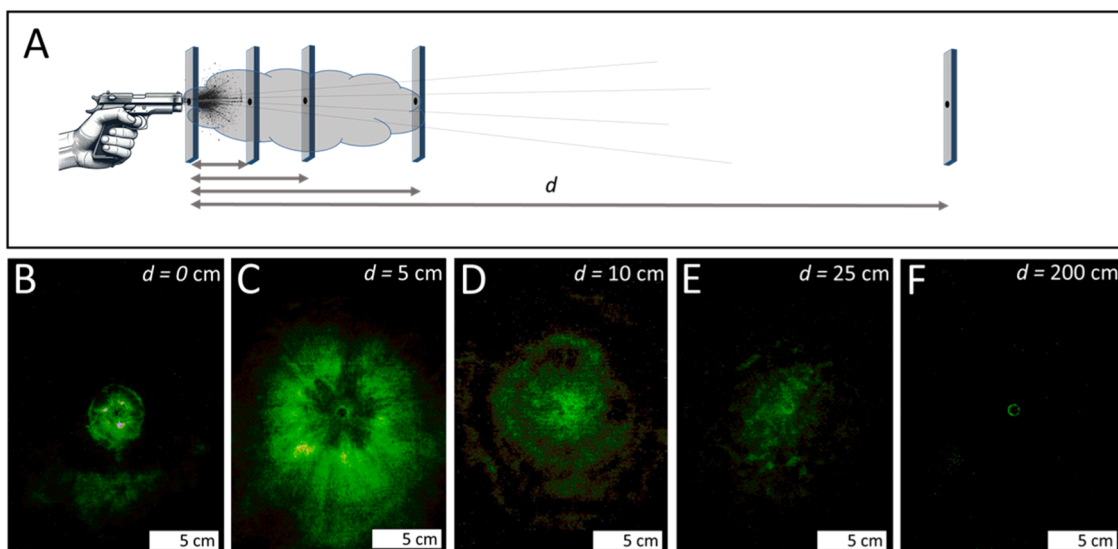 A
d
B
d = 0 cm
5 cm
C
d = 5 cm
5 cm
D
d = 10 cm
5 cm
E
d = 25 cm
5 cm
F
d = 200 cm
5 cm